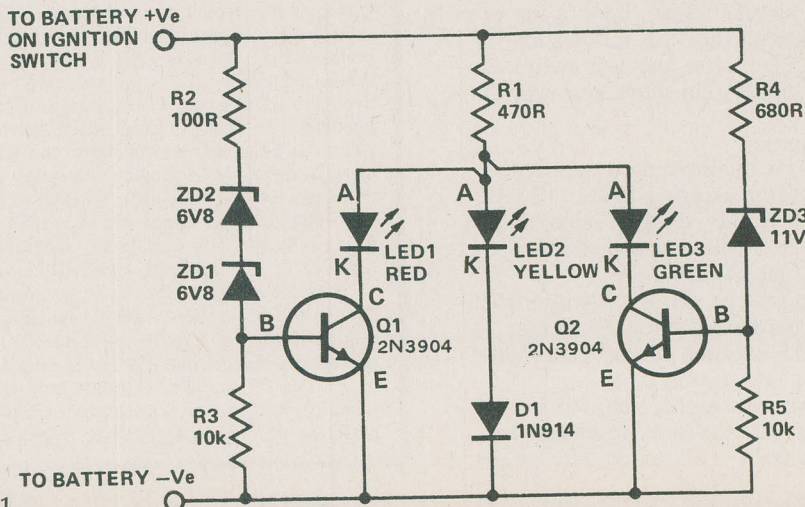 TO BATTERY +Ve
ON IGNITION
SWITCH
R2
100R
R1
470R
R4
680R
ZD2
6V8
A
A
A
ZD3
11V
LED1
RED
LED2
YELLOW
LED3
GREEN
K
K
K
ZD1
6V8
C
C
B
Q1
2N3904
Q2
2N3904
B
E
E
R3
10k
D1
1N914
R5
10k
TO BATTERY –Ve
1